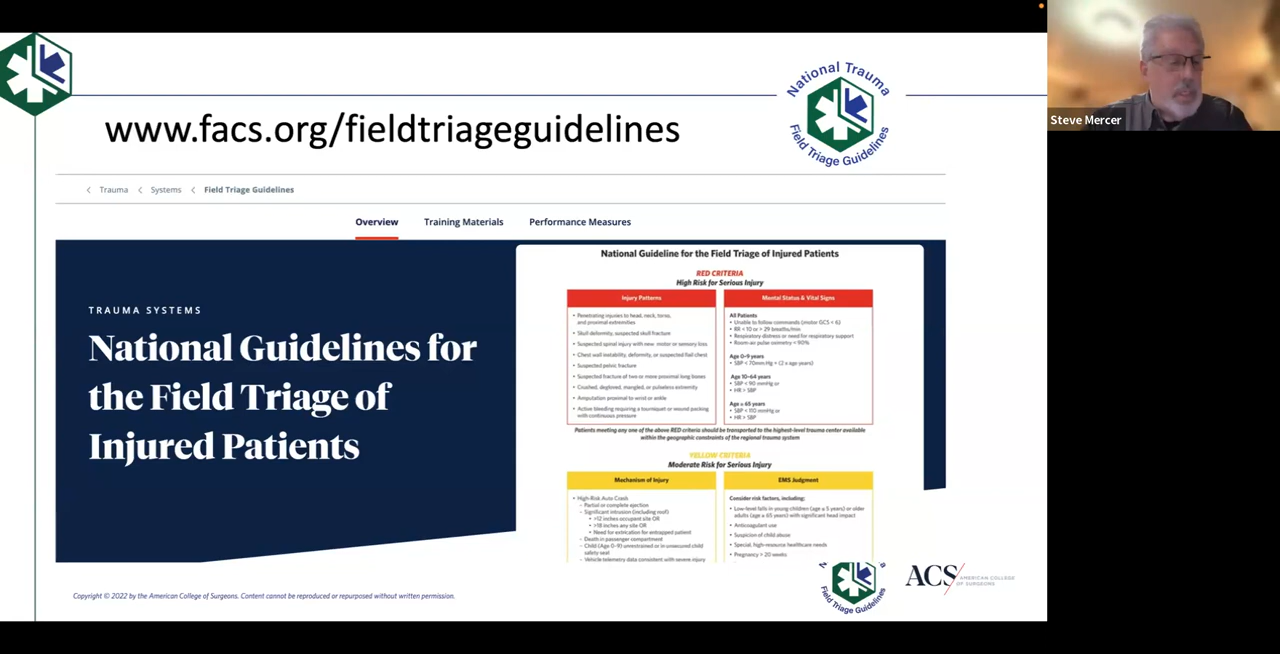 National Trauma
Field Triage Guidelines
www.facs.org/fieldtriageguidelines
Steve Mercer
Trauma
Systems
Field Triage Guidelines
Overview
Training Materials
Performance Measures
TRAUMA SYSTEMS
National Guidelines for
the Field Triage of
Injured Patients
National Guideline for the Field Triage of Injured Patients
RED CRITERIA
High Risk for Serious Injury
Injury Patterns
• Penetrating injuries to head, neck, torso,
and proximal extremities
• Skull deformity, suspected skull fracture
• Suspected spinal injury with new motor or sensory loss
• Chest wall instability, deformity, or suspected flail chest
• Suspected pelvic fracture
• Suspected fracture of two or more proximal long bones
• Crushed, degloved, mangled, or pulseless extremity
• Amputation proximal to wrist or ankle
• Active bleeding requiring a tourniquet or wound packing
with continuous pressure
Mental Status & Vital Signs
All Patients
• Unable to follow commands (motor GCS < 6)
• RR < 10 or > 29 breaths/min
• Respiratory distress or need for respiratory support
• Room-air pulse oximetry < 90%
Age 0-9 years
• SBP < 70mm Hg + (2 x age years)
Age 10-64 years
• SBP < 90 mmHg or
• HR > SBP
Age ≥ 65 years
• SBP < 110 mmHg or
• HR > SBP
Patients meeting any one of the above RED criteria should be transported to the highest-level trauma center available
within the geographic constraints of the regional trauma system
YELLOW CRITERIA
Moderate Risk for Serious Injury
Mechanism of Injury
• High-Risk Auto Crash
– Partial or complete ejection
– Significant intrusion (including roof)
• >12 inches occupant site OR
• >18 inches any site OR
• Need for extrication for entrapped patient
– Death in passenger compartment
– Child (Age 0-9) unrestrained or in unsecured child
safety seat
– Vehicle telemetry data consistent with severe injury
EMS Judgment
Consider risk factors, including:
• Low-level falls in young children (age ≤ 5 years) or older
adults (age ≥ 65 years) with significant head impact
• Anticoagulant use
• Suspicion of child abuse
• Special, high-resource healthcare needs
• Pregnancy > 20 weeks
Copyright © 2022 by the American College of Surgeons. Content cannot be reproduced or repurposed without written permission.
Field Triage Guidelines
ACS
AMERICAN COLLEGE
OF SURGEONS